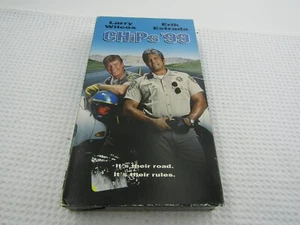 Larry Erik
Wilcox Estrada
CHiPs '99
It's their road.
It's their rules.